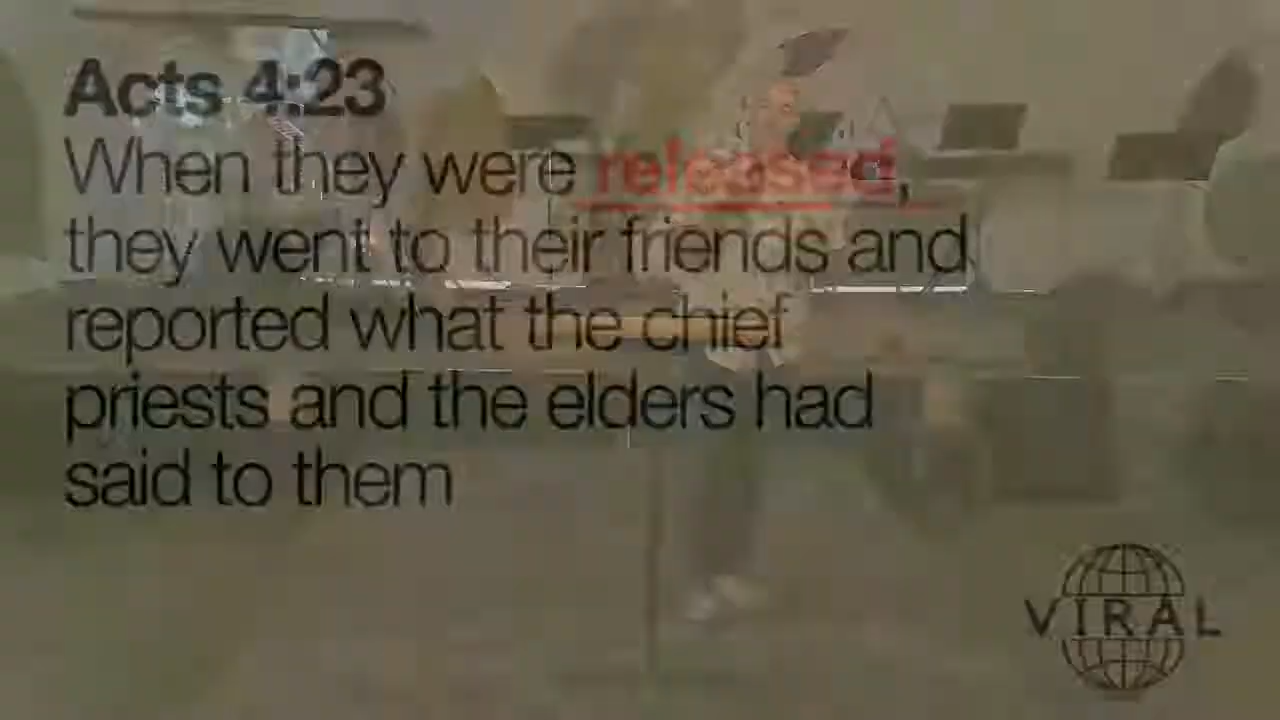 Acts 4:23
When they were released,
they went to their friends and
reported what the chief
priests and the elders had
said to them
VIRAL